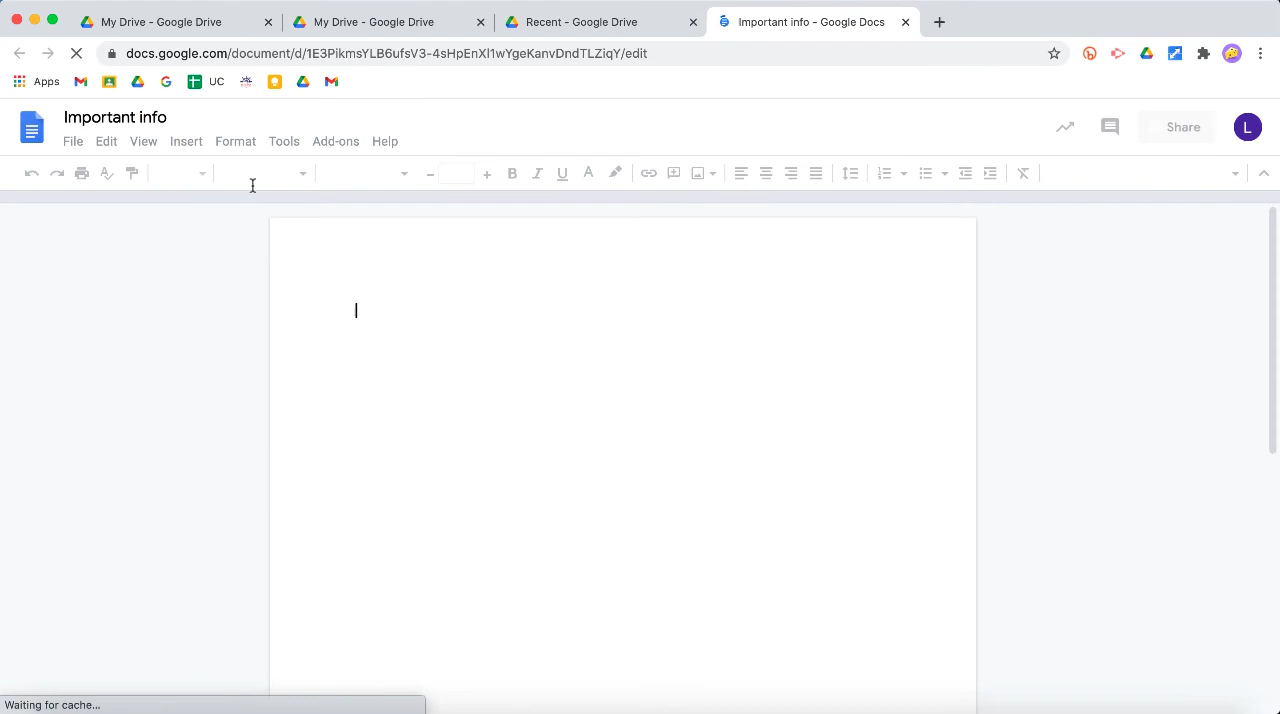 My Drive - Google Drive
My Drive - Google Drive
Recent - Google Drive
Important info - Google Docs
docs.google.com/document/d/1E3PikmsYLB6ufsV3-4sHpEnXl1wYgeKanvDndTLZiqY/edit
Apps
UC
Important info
File Edit View Insert Format Tools Add-ons Help
Share
L
Waiting for cache...